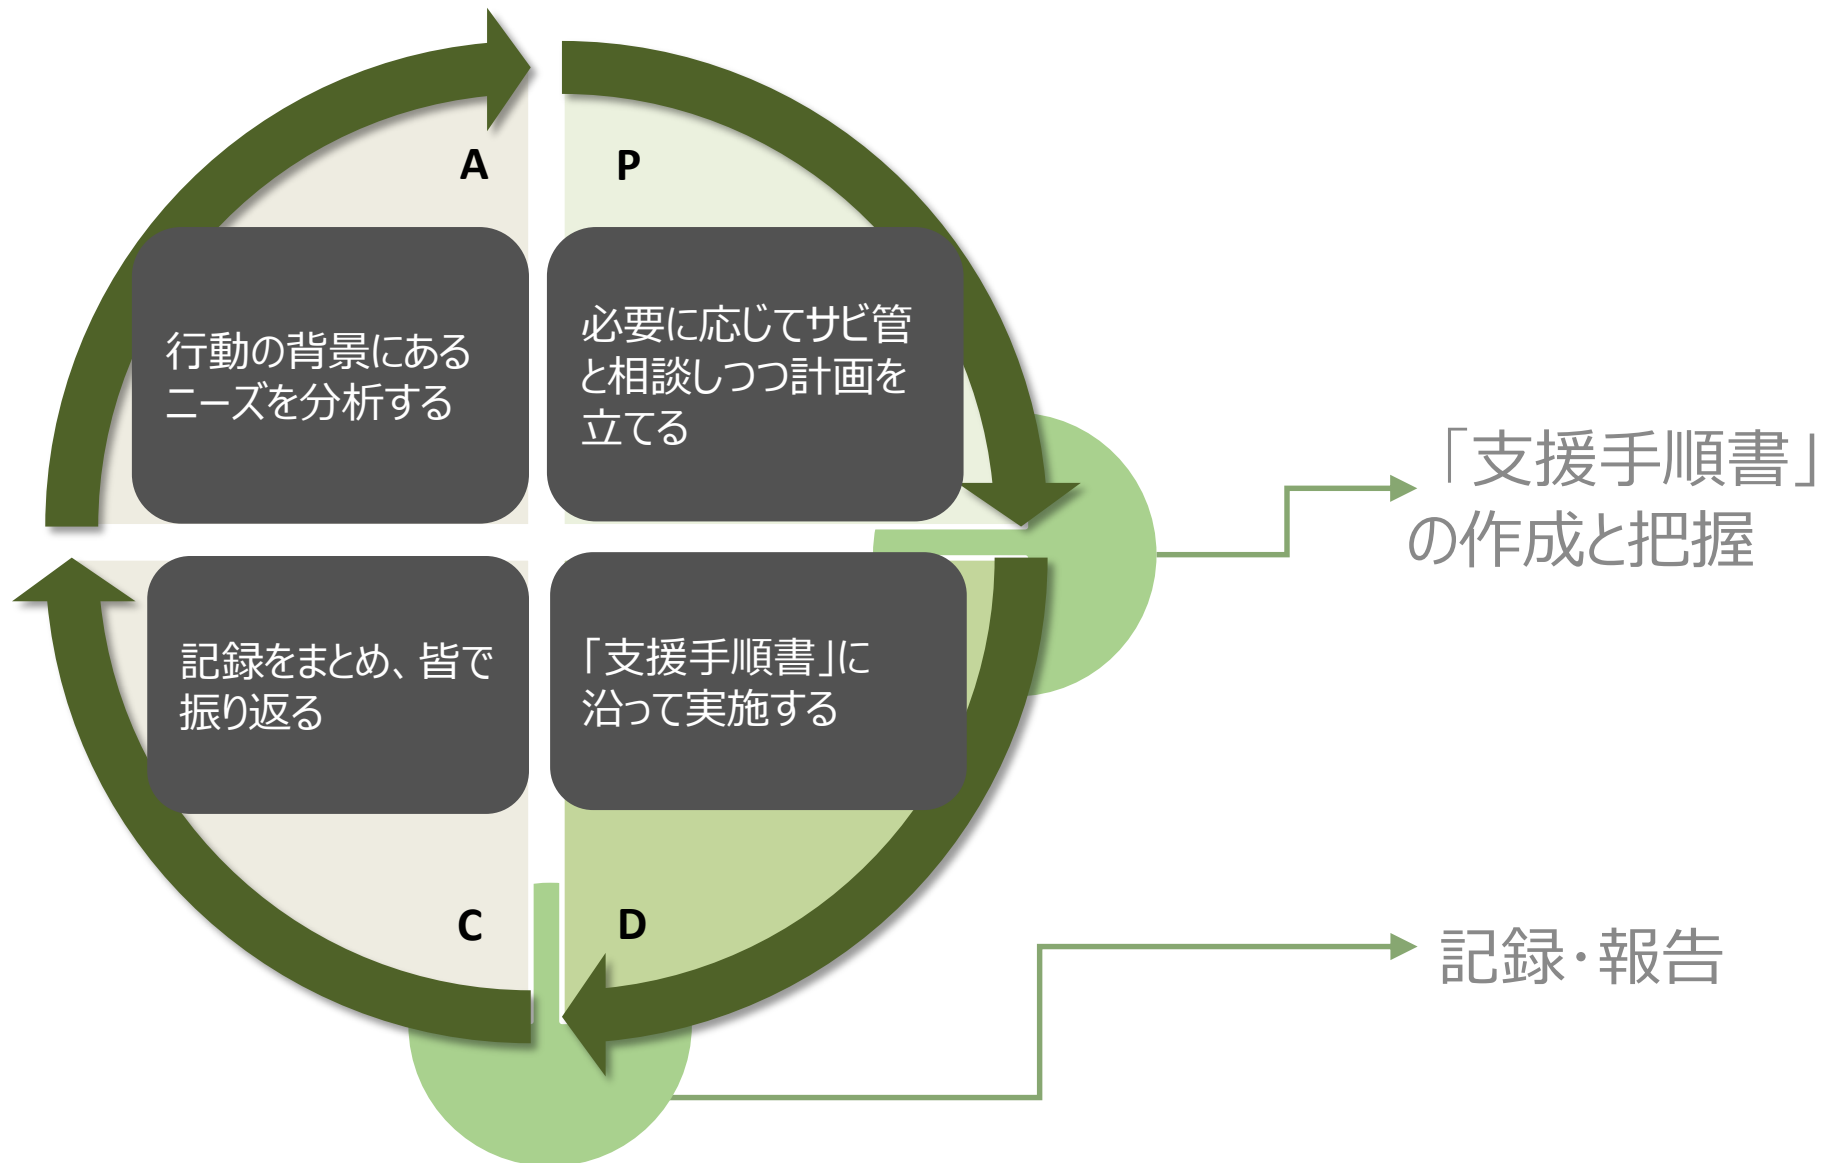 A
P
行動の背景にある
ニーズを分析する
必要に応じてサビ管
と相談しつつ計画を
立てる
「支援手順書」
の作成と把握
記録をまとめ、皆で
振り返る
「支援手順書」に
沿って実施する
C
D
記録・報告